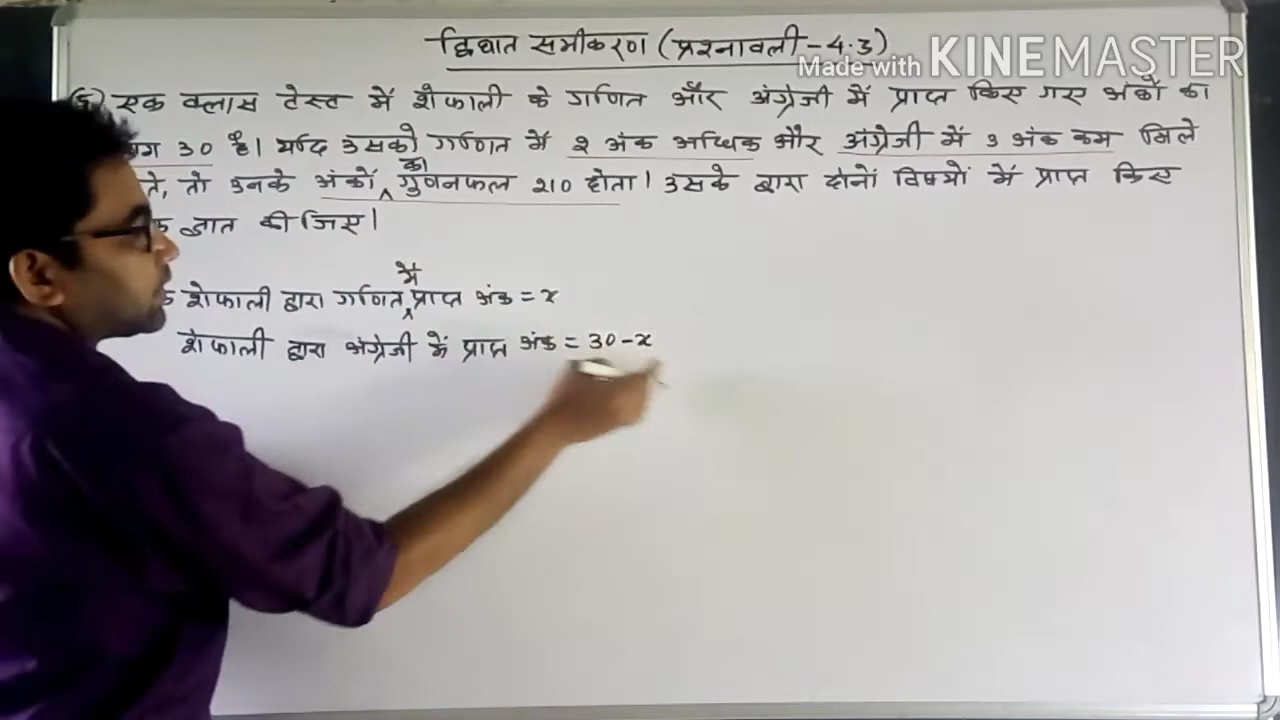 द्विघात समीकरण (प्रश्नावली-4.3)
Made with KINEMASTER
एक क्लास टेस्ट में शेफाली के गणित और अंग्रेजी में प्राप्त किए गए अंकों का
30 है। यदि उसको गणित में 2 अंक अधिक और अंग्रेजी में 3 अंक कम मिले
तो उनके अंकों का गुणनफल 210 होता। उसके द्वारा दोनों विषयों में प्राप्त किए
ज्ञात कीजिए।
शेफाली द्वारा गणित में प्राप्त अंक = x
शेफाली द्वारा अंग्रेजी में प्राप्त अंक = 30-x